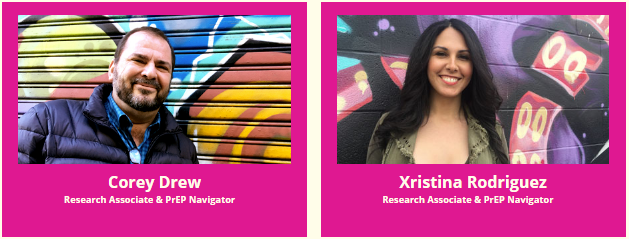 Corey Drew
Research Associate & PrEP Navigator
Xristina Rodriguez
Research Associate & PrEP Navigator